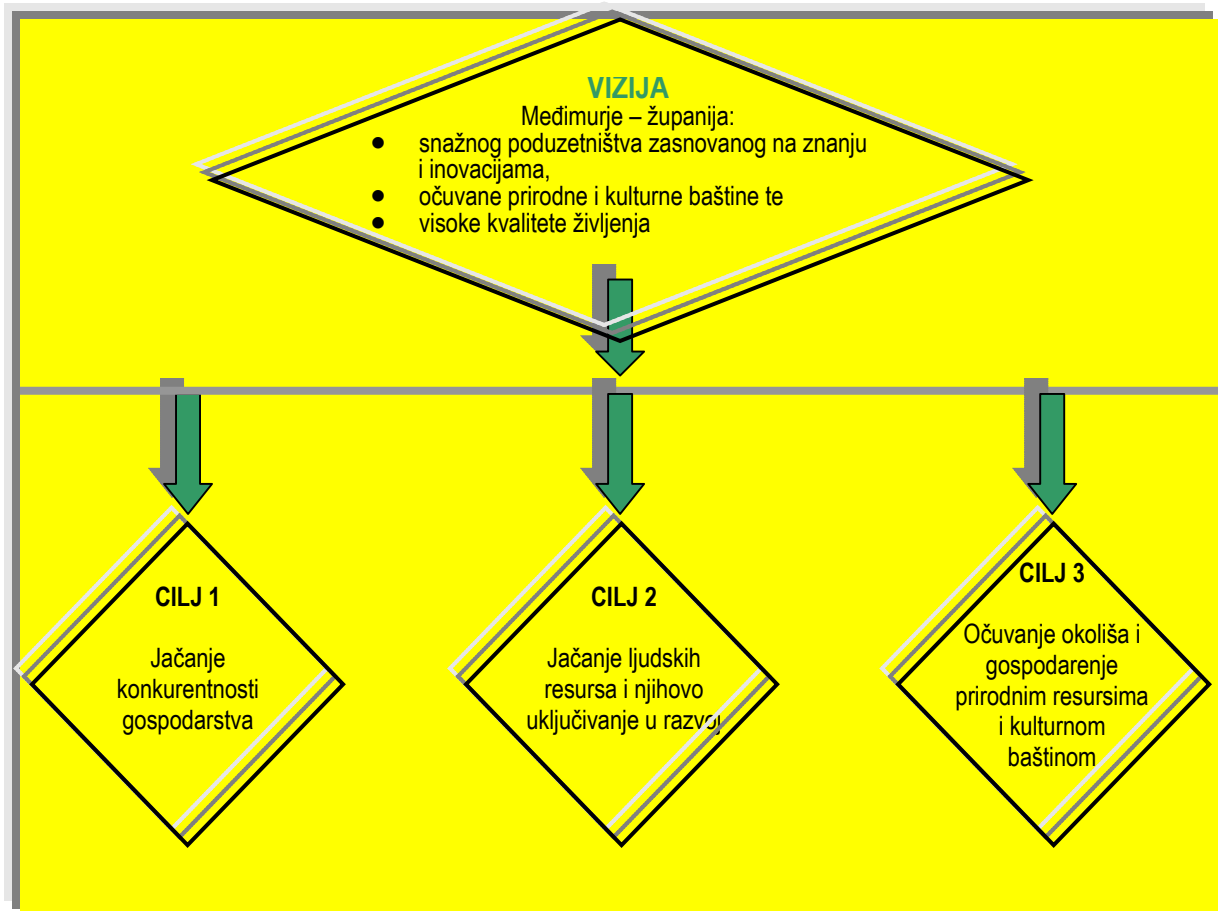 VIZIJA
Međimurje – županija:
● snažnog poduzetništva zasnovanog na znanju
i inovacijama,
● očuvane prirodne i kulturne baštine te
● visoke kvalitete življenja
CILJ 1
Jačanje
konkurentnosti
gospodarstva
CILJ 2
Jačanje ljudskih
resursa i njihovo
uključivanje u razvoj
CILJ 3
Očuvanje okoliša i
gospodarenje
prirodnim resursima
i kulturnom
baštinom